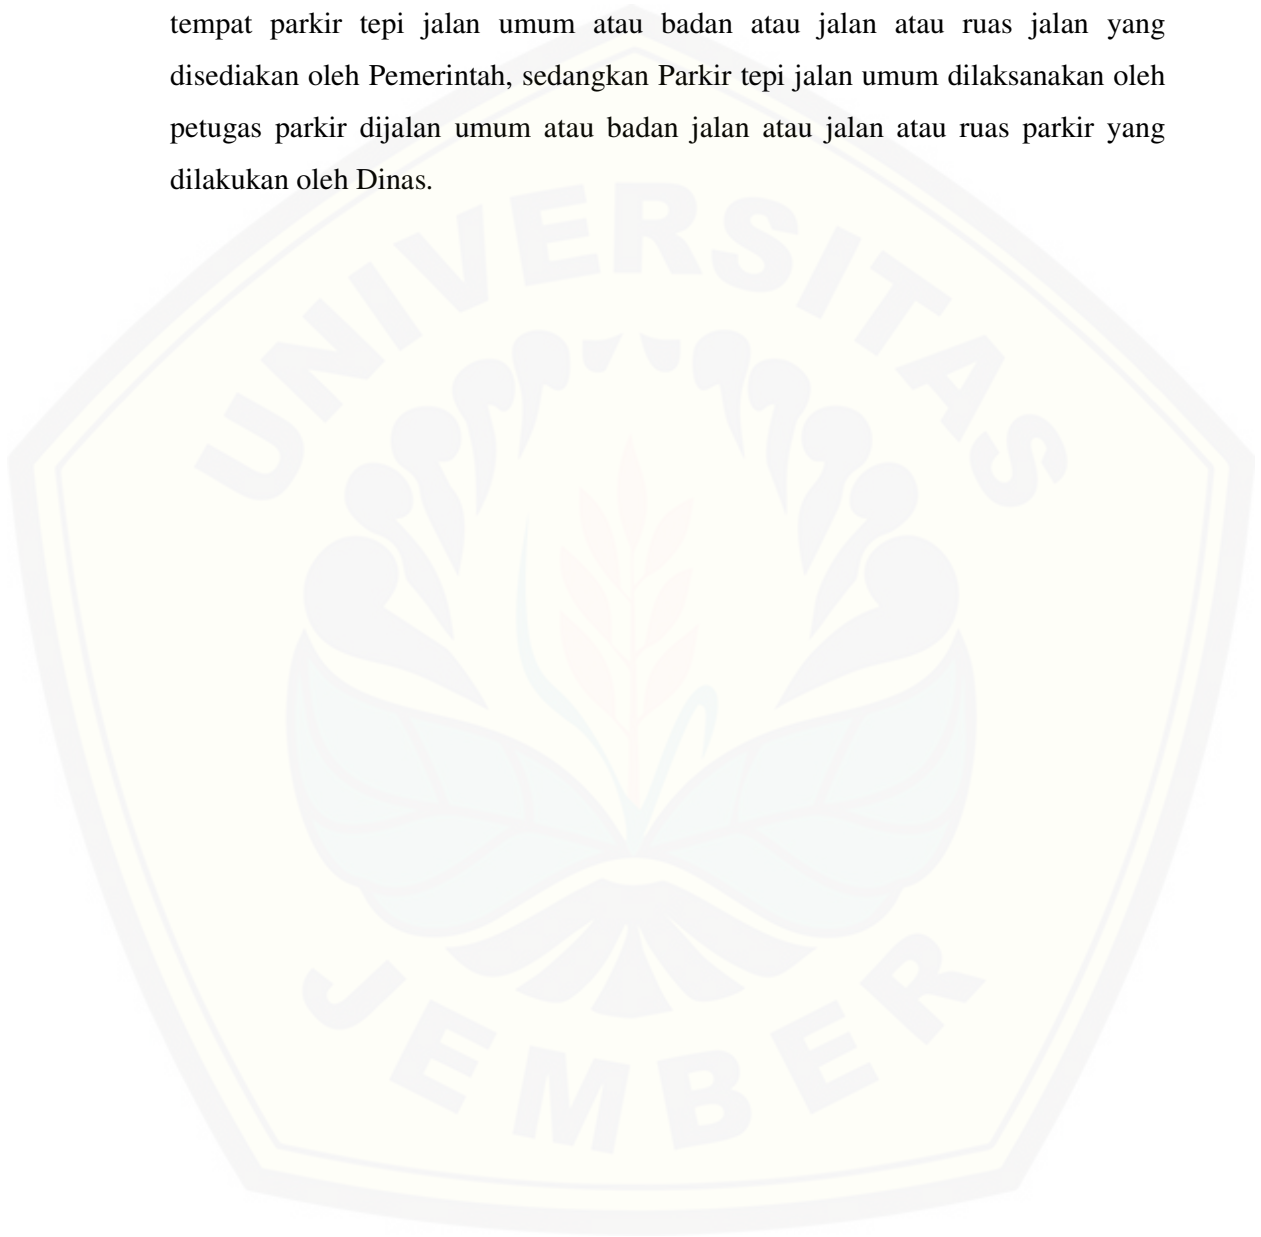 tempat parkir tepi jalan umum atau badan atau jalan atau ruas jalan yang
disediakan oleh Pemerintah, sedangkan Parkir tepi jalan umum dilaksanakan oleh
petugas parkir dijalan umum atau badan jalan atau jalan atau ruas parkir yang
dilakukan oleh Dinas.
UNIVERSITAS
JEMBER